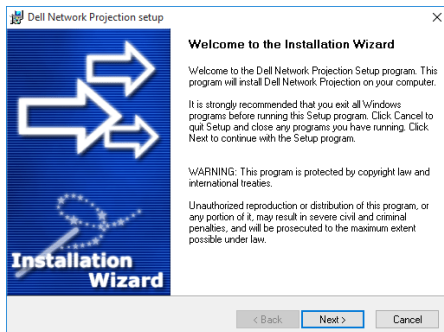 Dell Network Projection setup
Welcome to the Installation Wizard
Welcome to the Dell Network Projection Setup program. This
program will install Dell Network Projection on your computer.
It is strongly recommended that you exit all Windows
programs before running this Setup program. Click Cancel to
quit Setup and close any programs you have running. Click
Next to continue with the Setup program.
WARNING: This program is protected by copyright law and
international treaties.
Unauthorized reproduction or distribution of this program, or
any portion of it, may result in severe civil and criminal
penalties, and will be prosecuted to the maximum extent
possible under law.
Installation
Wizard
< Back
Next >
Cancel